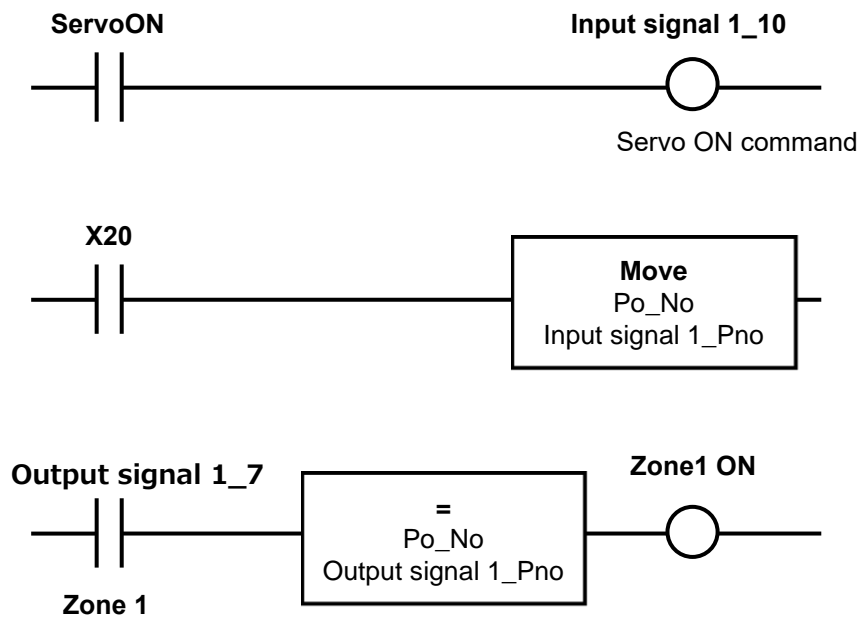 ServoON
Input signal 1_10
Servo ON command
X20
Move
Po_No
Input signal 1_Pno
Output signal 1_7
Zone 1
=
Po_No
Output signal 1_Pno
Zone1 ON